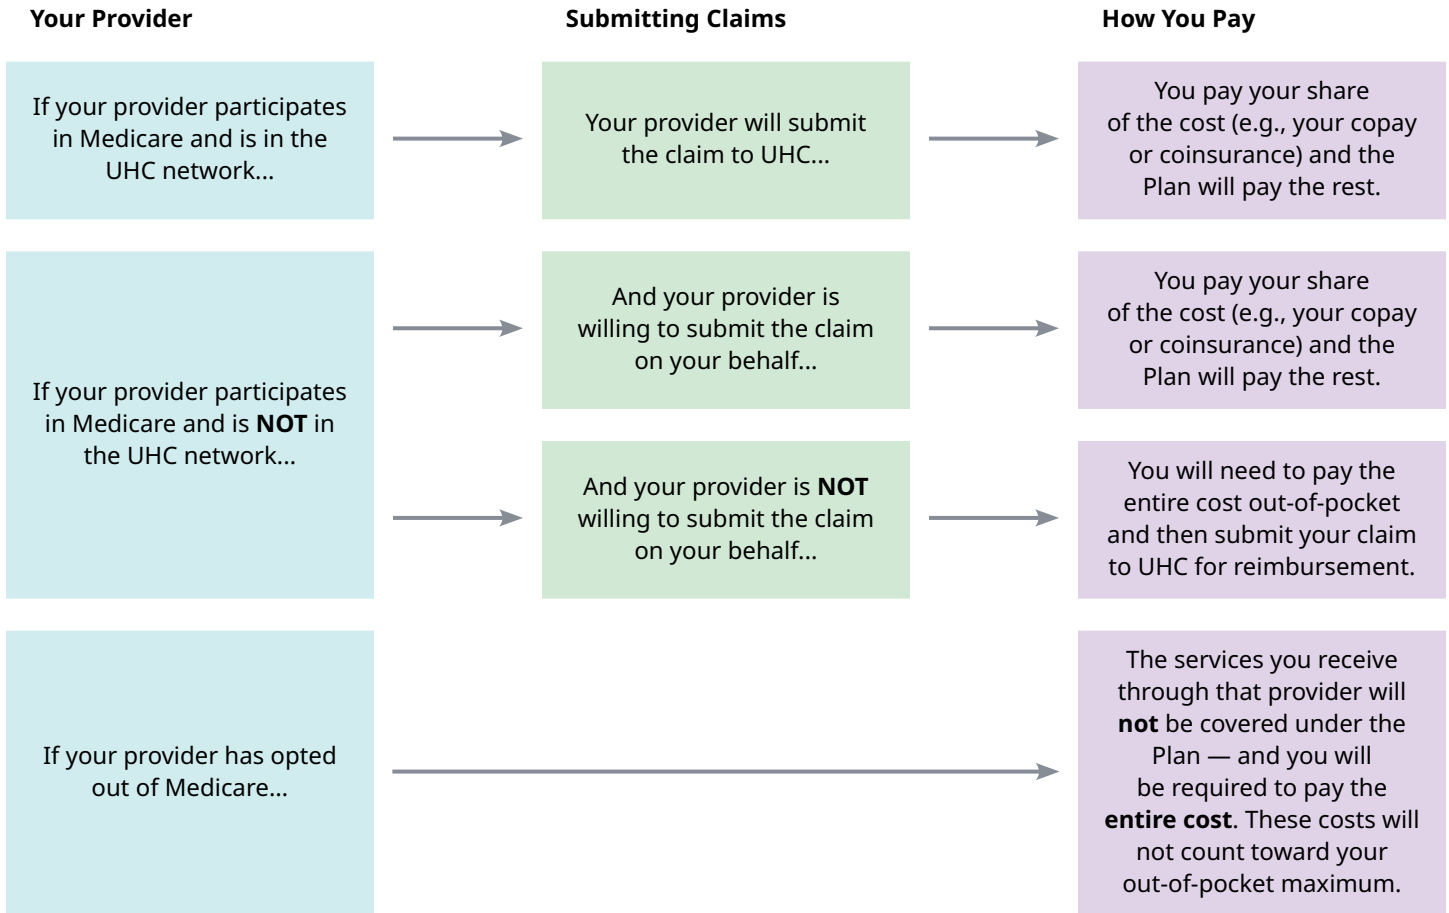 Your Provider
Submitting Claims
How You Pay
If your provider participates
in Medicare and is in the
UHC network...
Your provider will submit
the claim to UHC...
You pay your share
of the cost (e.g., your copay
or coinsurance) and the
Plan will pay the rest.
If your provider participates
in Medicare and is NOT in
the UHC network...
And your provider is
willing to submit the claim
on your behalf...
You pay your share
of the cost (e.g., your copay
or coinsurance) and the
Plan will pay the rest.
And your provider is NOT
willing to submit the claim
on your behalf...
You will need to pay the
entire cost out-of-pocket
and then submit your claim
to UHC for reimbursement.
If your provider has opted
out of Medicare...
The services you receive
through that provider will
not be covered under the
Plan — and you will
be required to pay the
entire cost. These costs will
not count toward your
out-of-pocket maximum.